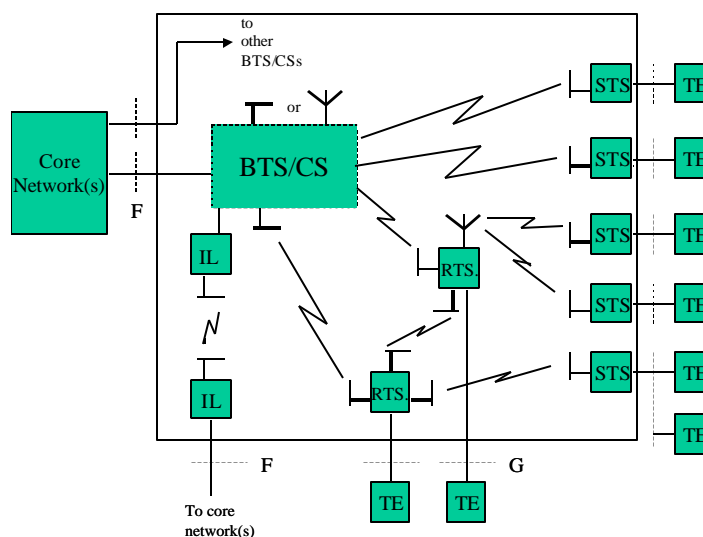 to
other
BTS/CSs
or
STS
TE
Core
Network(s)
BTS/CS
STS
TE
F
STS
TE
IL
RTS.
STS
TE
IL
RTS.
STS
TE
TE
F
G
TE
TE
To core
network(s)